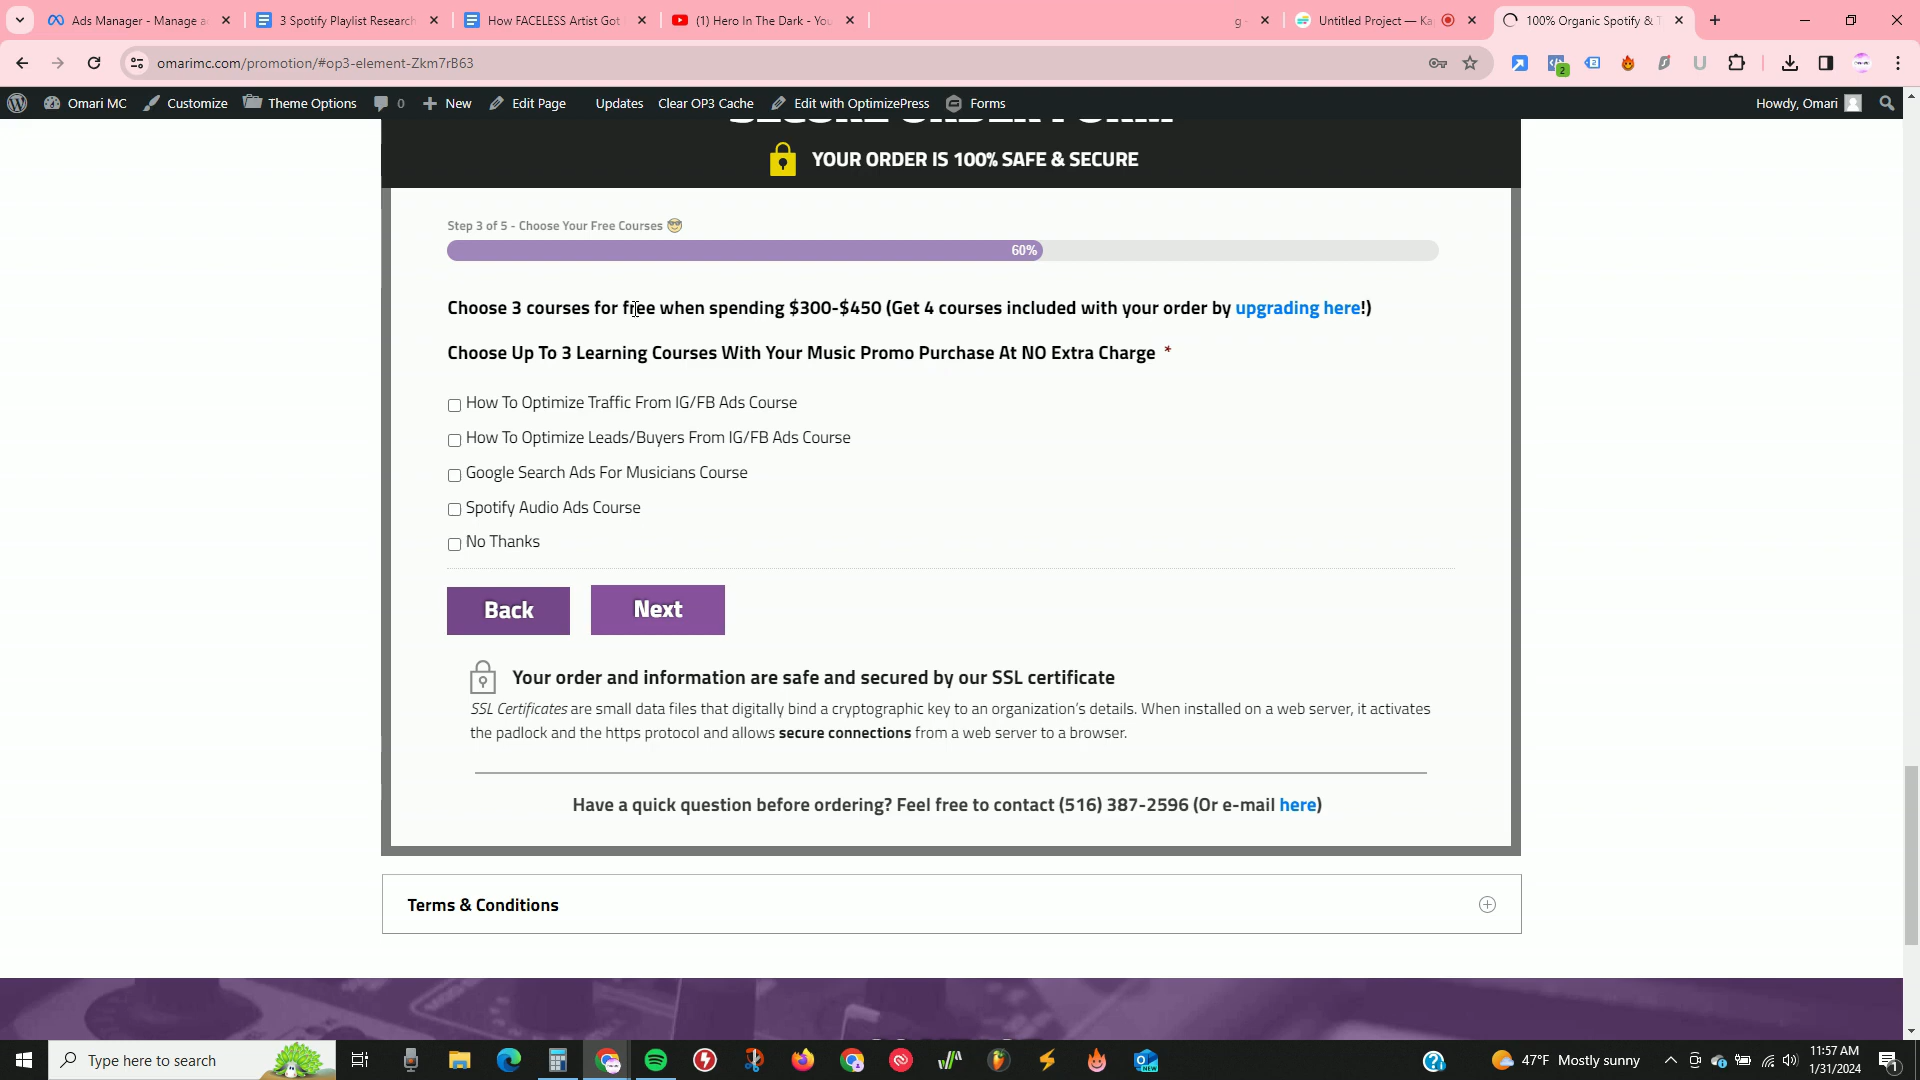 Ads Manager - Manage a
3 Spotify Playlist Research
How FACELESS Artist Got
(1) Hero In The Dark - You
g
Untitled Project — Ka
100% Organic Spotify & T
omarimc.com/promotion/#op3-element-Zkm7rB63
2
Omari MC
Customize
Theme Options
0
New
Edit Page
Updates
Clear OP3 Cache
Edit with OptimizePress
Forms
Howdy, Omari
SECURE ORDER FORM
YOUR ORDER IS 100% SAFE & SECURE
Step 3 of 5 - Choose Your Free Courses 😎
60%
Choose 3 courses for free when spending $300-$450 (Get 4 courses included with your order by upgrading here!)
Choose Up To 3 Learning Courses With Your Music Promo Purchase At NO Extra Charge *
How To Optimize Traffic From IG/FB Ads Course
How To Optimize Leads/Buyers From IG/FB Ads Course
Google Search Ads For Musicians Course
Spotify Audio Ads Course
No Thanks
Back
Next
Your order and information are safe and secured by our SSL certificate
SSL Certificates are small data files that digitally bind a cryptographic key to an organization's details. When installed on a web server, it activates
the padlock and the https protocol and allows secure connections from a web server to a browser.
Have a quick question before ordering? Feel free to contact (516) 387-2596 (Or e-mail here)
Terms & Conditions
Type here to search
47°F Mostly sunny
11:57 AM
1/31/2024
1